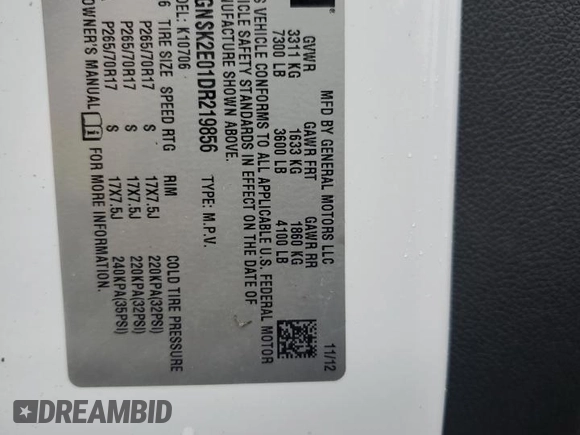 MFD BY GENERAL MOTORS LLC
11/12
GVWR GAWR FRT GAWR RR
3311 KG 1633 KG 1860 KG
7300 LB 3600 LB 4100 LB
VEHICLE CONFORMS TO ALL APPLICABLE U.S. FEDERAL MOTOR
SAFETY STANDARDS IN EFFECT ON THE DATE OF
SHOWN ABOVE.
GNSK2E01DR219856 TYPE: M.P.V.
MODEL: K10706
TIRE SIZE SPEED RTG RIM COLD TIRE PRESSURE
P265/70R17 S 17X7.5J 220KPA(32PSI)
P265/70R17 S 17X7.5J 220KPA(32PSI)
P265/70R17 S 17X7.5J 240KPA(35PSI)
OWNER'S MANUAL FOR MORE INFORMATION.
DREAMBID